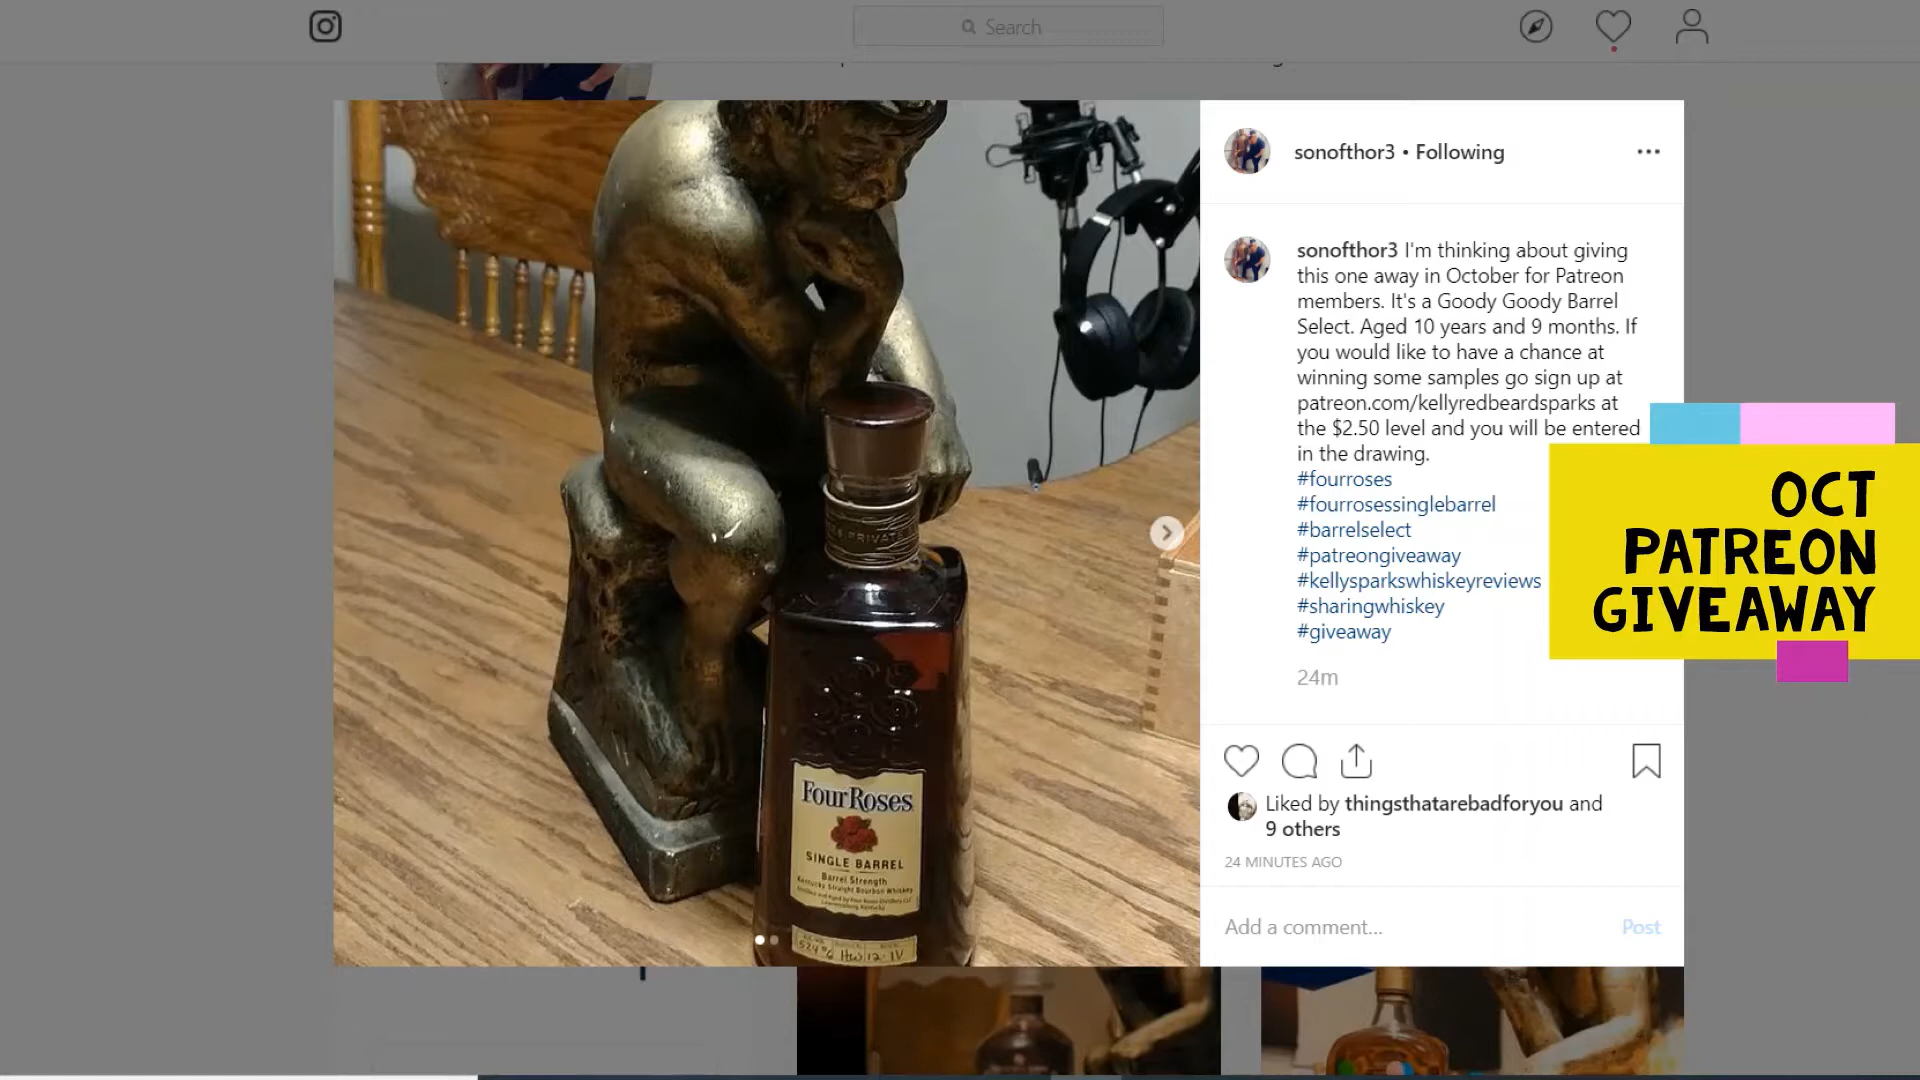 Search
sonofthor3 • Following
sonofthor3 I'm thinking about giving
this one away in October for Patreon
members. It's a Goody Goody Barrel
Select. Aged 10 years and 9 months. If
you would like to have a chance at
winning some samples go sign up at
patreon.com/kellyredbeardsparks at
the $2.50 level and you will be entered
in the drawing.
#fourroses
#fourrosessinglebarrel
#barrelselect
#patreongiveaway
#kellysparkswhiskeyreviews
#sharingwhiskey
#giveaway
24m
OCT
PATREON
GIVEAWAY
Liked by thingsthatarebadforyou and
9 others
24 MINUTES AGO
Add a comment...
Post
PRIVATE
Four Roses
SINGLE BARREL
Barrel Strength
Kentucky Straight Bourbon Whiskey